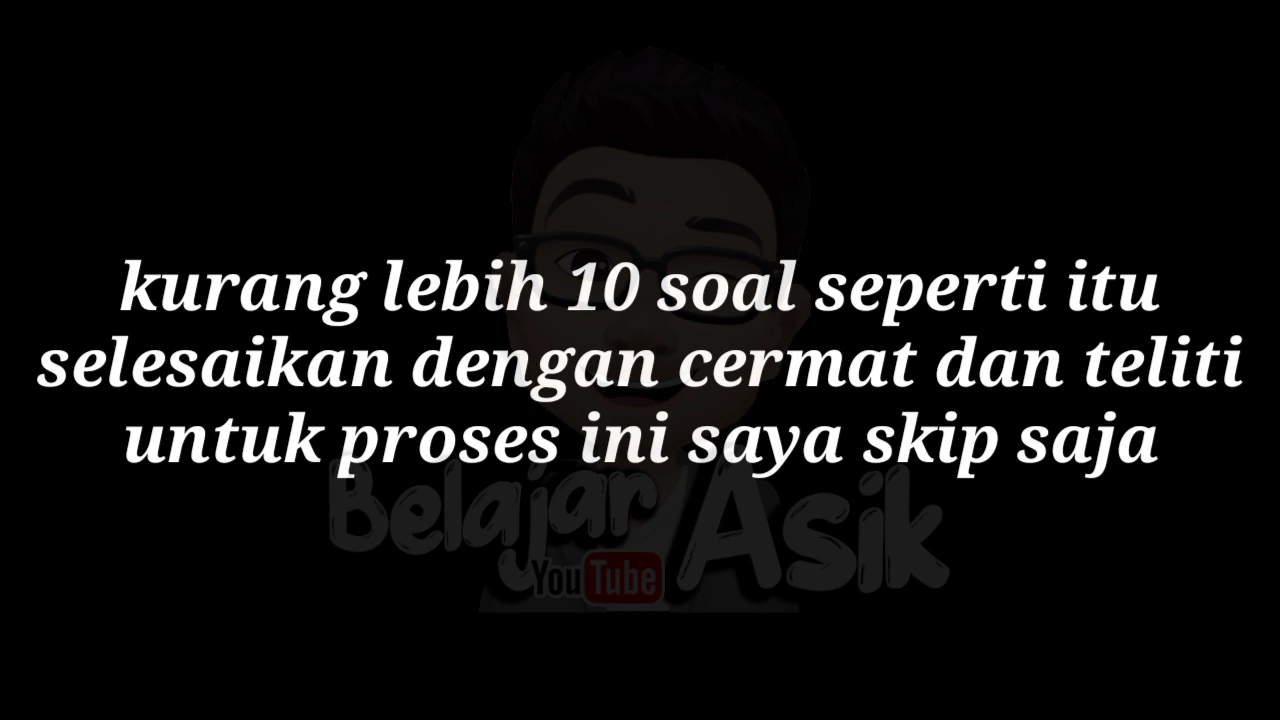 kurang lebih 10 soal seperti itu
selesaikan dengan cermat dan teliti
untuk proses ini saya skip saja
Belajar Asik
YouTube